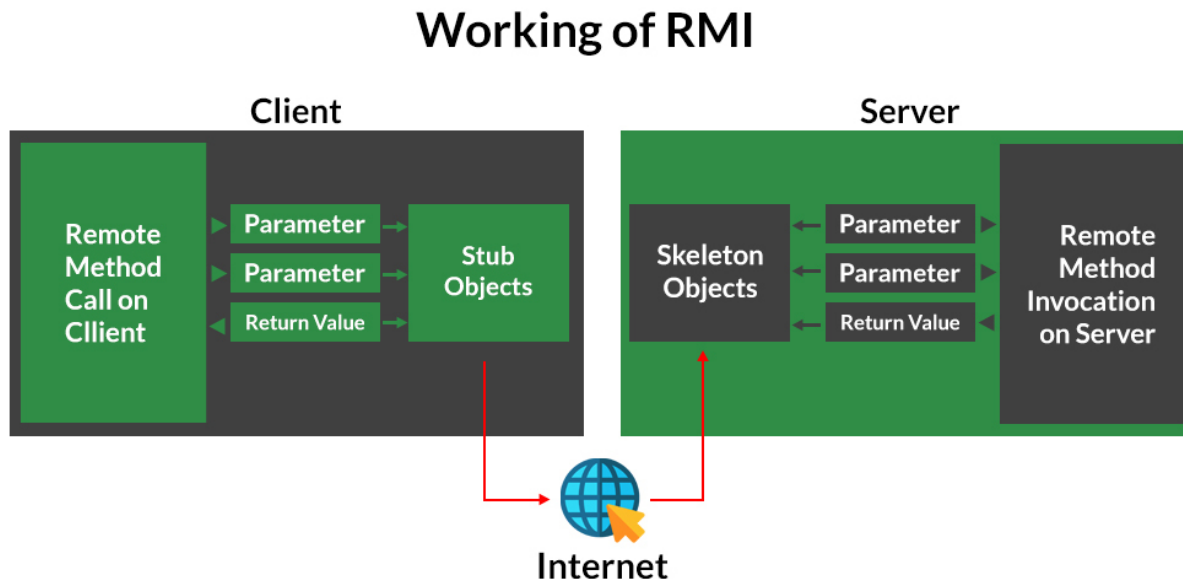 Working of RMI
Client
Server
Remote
Method
Call on
Cllient
Parameter
Parameter
Return Value
Stub
Objects
Skeleton
Objects
Parameter
Parameter
Return Value
Remote
Method
Invocation
on Server
Internet